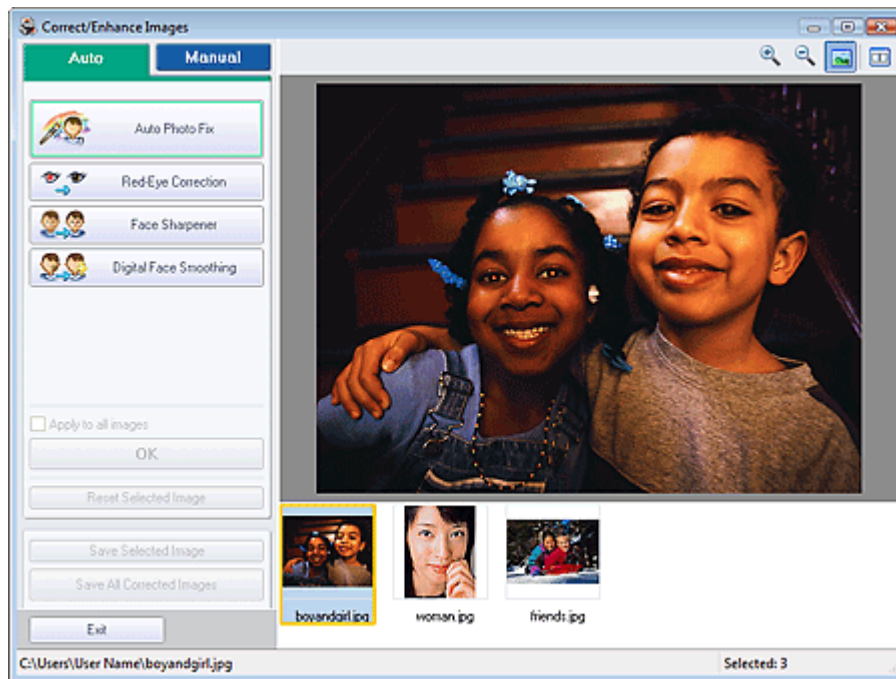 Correct/Enhance Images
Auto
Manual
Auto Photo Fix
Red-Eye Correction
Face Sharpener
Digital Face Smoothing
Apply to all images
OK
Reset Selected Image
Save Selected Image
Save All Corrected Images
Exit
boyandgirl.jpg
woman.jpg
friends.jpg
C:\Users\User Name\boyandgirl.jpg
Selected: 3